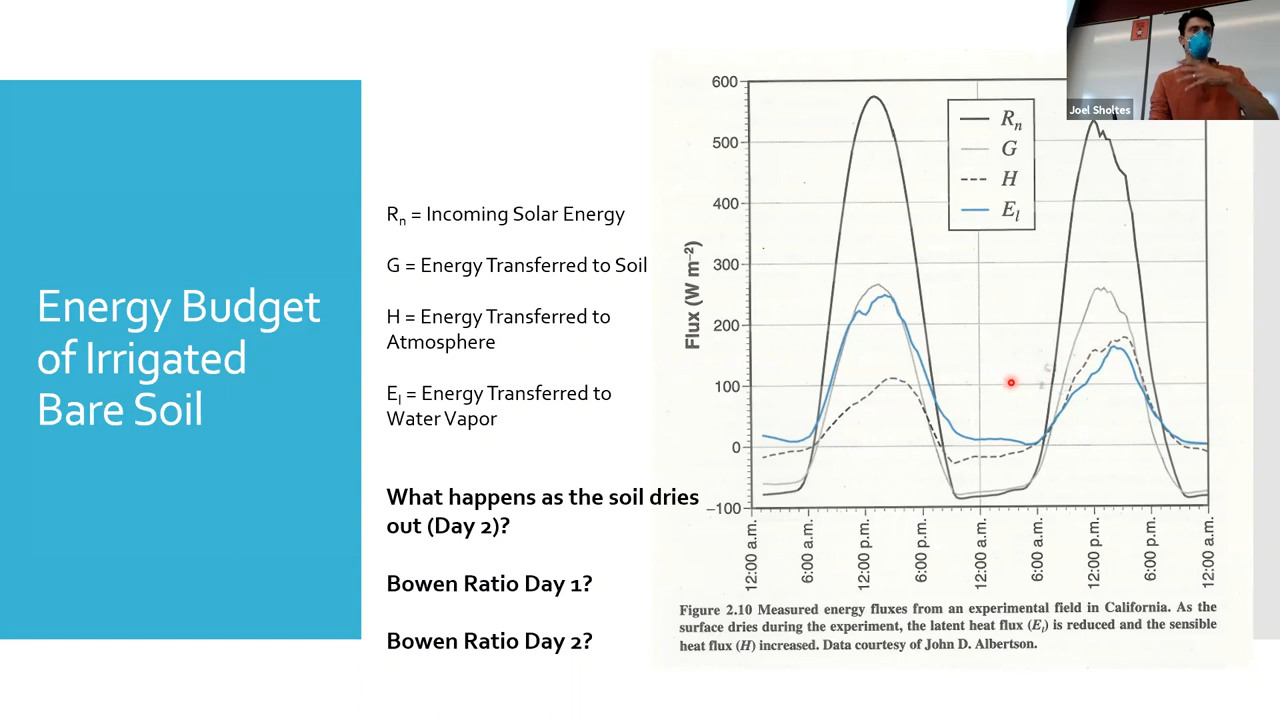 Energy Budget
of Irrigated
Bare Soil
Rn = Incoming Solar Energy
G = Energy Transferred to Soil
H = Energy Transferred to
Atmosphere
El = Energy Transferred to
Water Vapor
What happens as the soil dries
out (Day 2)?
Bowen Ratio Day 1?
Bowen Ratio Day 2?
Joel Sholtes
Flux (W m−2)
600
500
400
300
200
100
0
−100
Rn
G
H
El
12:00 a.m.
6:00 a.m.
12:00 p.m.
6:00 p.m.
12:00 a.m.
6:00 a.m.
12:00 p.m.
6:00 p.m.
12:00 a.m.
Figure 2.10 Measured energy fluxes from an experimental field in California. As the
surface dries during the experiment, the latent heat flux (El) is reduced and the sensible
heat flux (H) increased. Data courtesy of John D. Albertson.